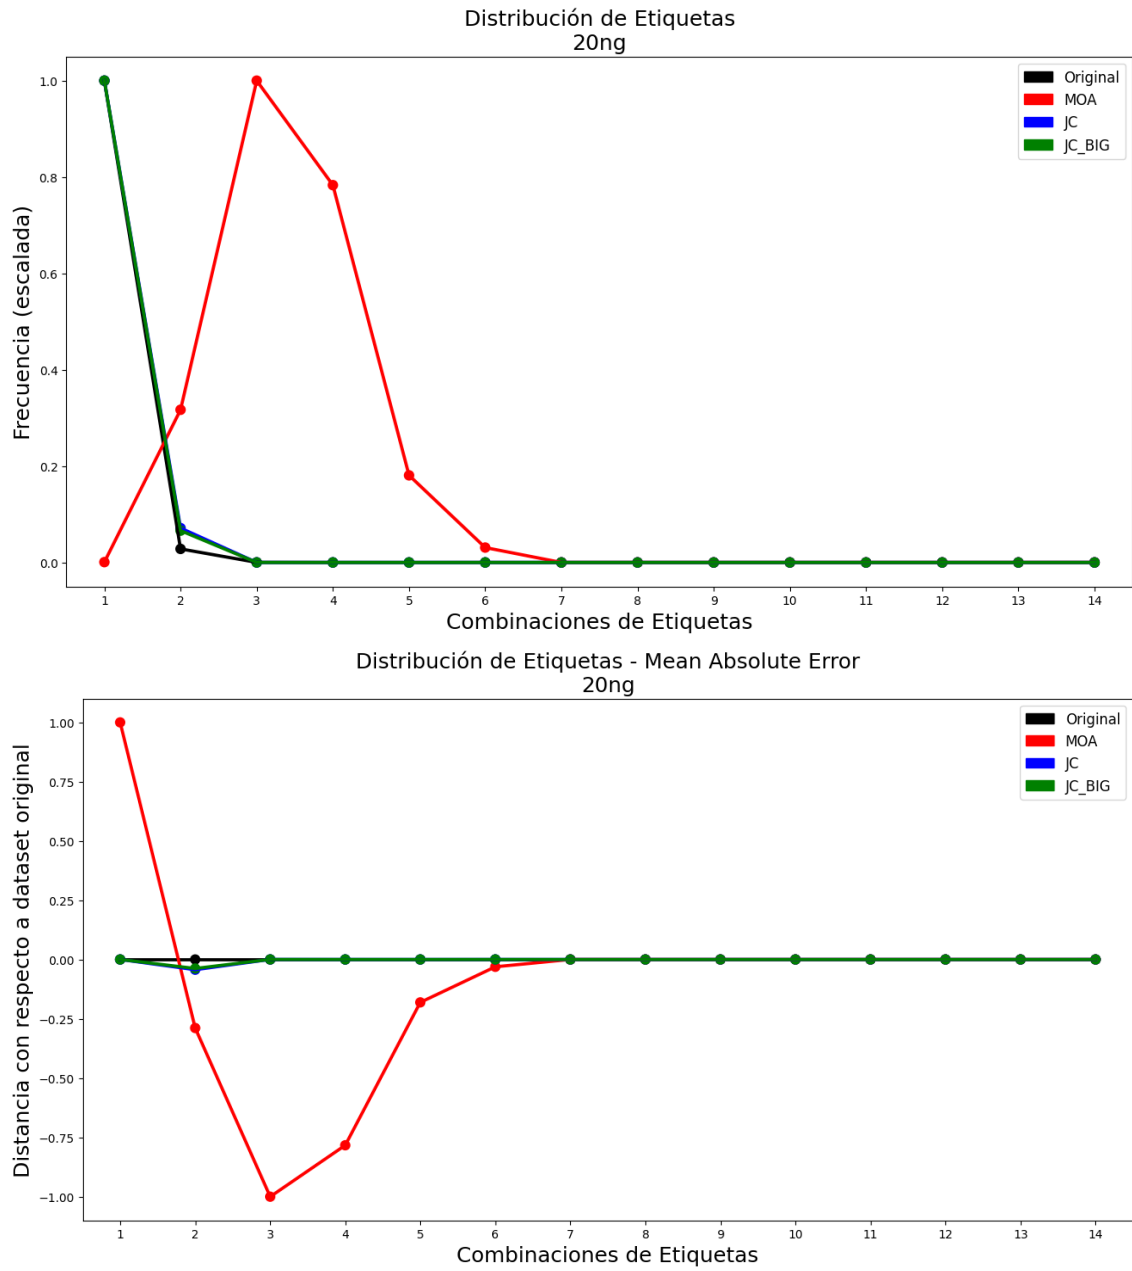 Distribución de Etiquetas
20ng
Original
MOA
JC
JC_BIG
Frecuencia (escalada)
1.0
0.8
0.6
0.4
0.2
0.0
1 2 3 4 5 6 7 8 9 10 11 12 13 14
Combinaciones de Etiquetas
Distribución de Etiquetas - Mean Absolute Error
20ng
Original
MOA
JC
JC_BIG
Distancia con respecto a dataset original
1.00
0.75
0.50
0.25
0.00
−0.25
−0.50
−0.75
−1.00
1 2 3 4 5 6 7 8 9 10 11 12 13 14
Combinaciones de Etiquetas